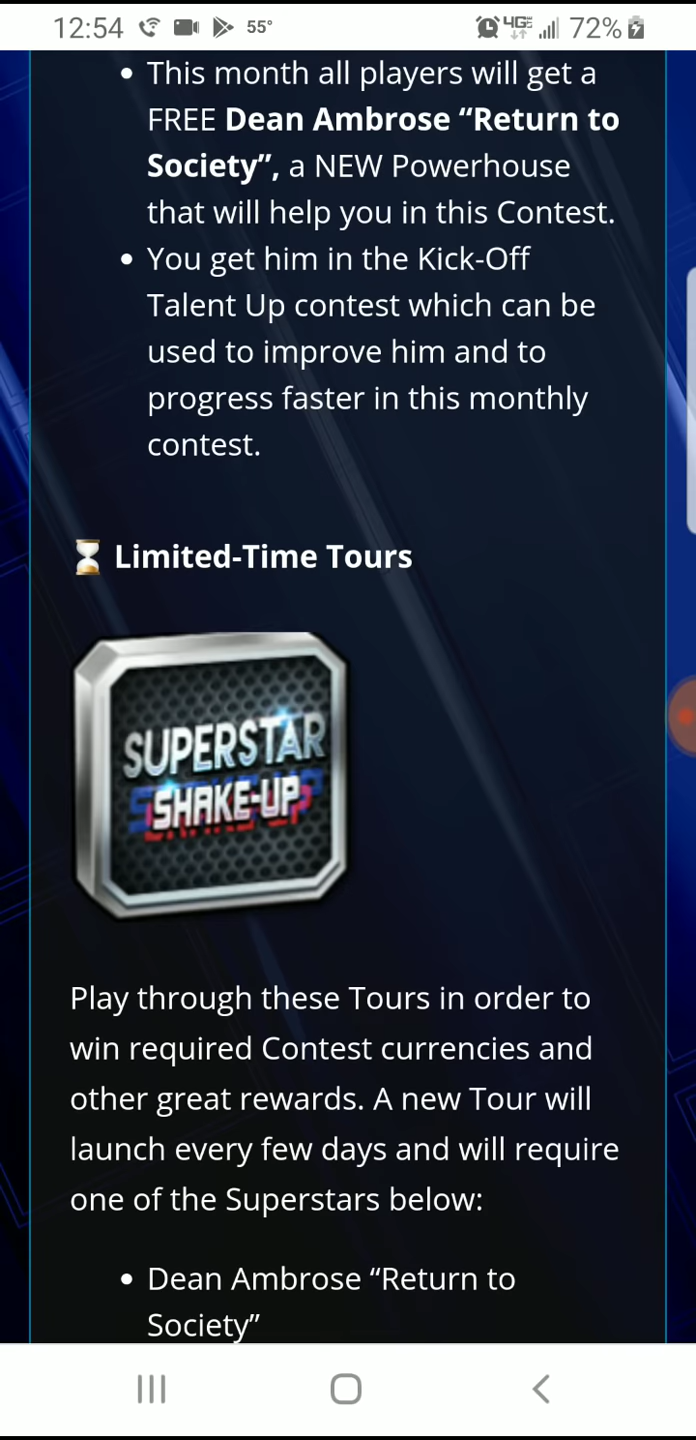 12:54 55° 4G 72%
• This month all players will get a
FREE Dean Ambrose “Return to
Society”, a NEW Powerhouse
that will help you in this Contest.
• You get him in the Kick-Off
Talent Up contest which can be
used to improve him and to
progress faster in this monthly
contest.
⏳ Limited-Time Tours
SUPERSTAR
SHAKE-UP
Play through these Tours in order to
win required Contest currencies and
other great rewards. A new Tour will
launch every few days and will require
one of the Superstars below:
• Dean Ambrose “Return to
Society”